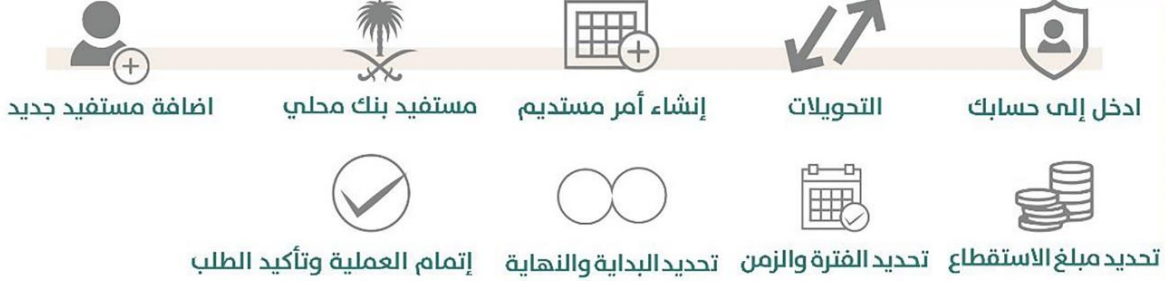 ادخل إلى حسابك
التحويلات
إنشاء أمر مستديم
مستفيد بنك محلي
اضافة مستفيد جديد
تحديد مبلغ الاستقطاع
تحديد الفترة والزمن
تحديد البداية والنهاية
إتمام العملية وتأكيد الطلب